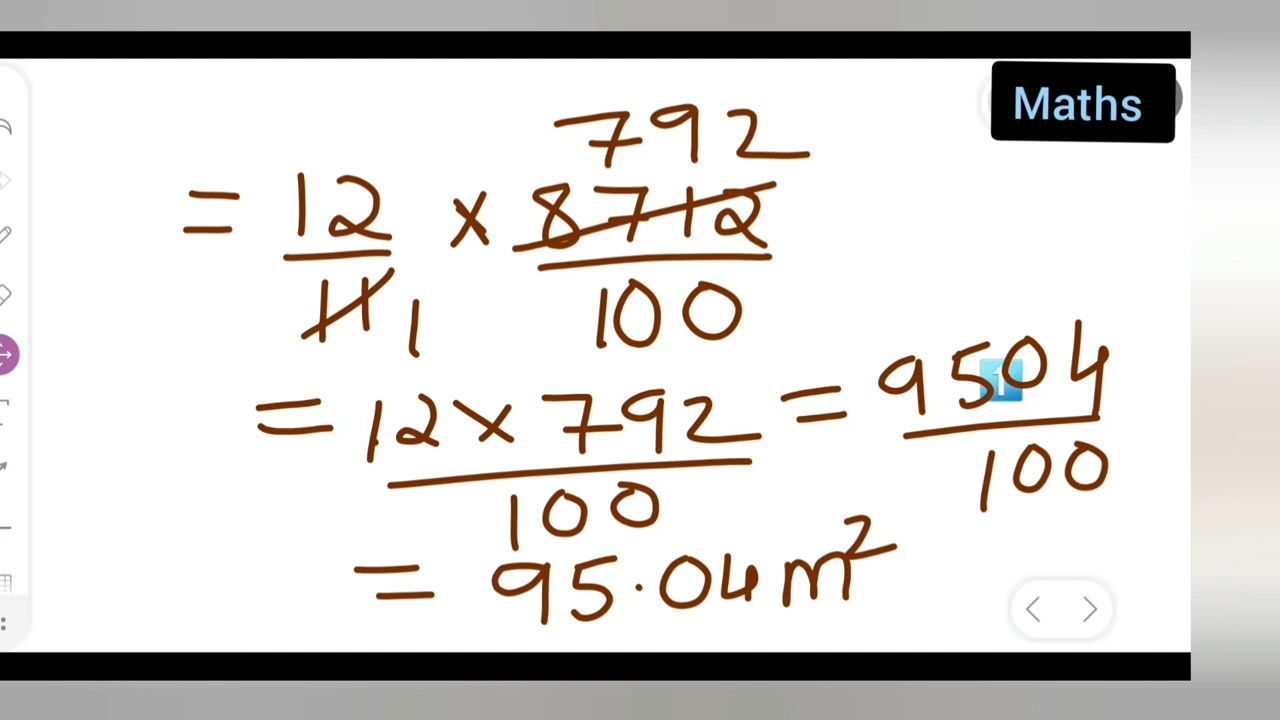 Maths
792
= 12/11 1 × 8712/100
= 12 × 792/100 = 9504/100
= 95.04 m²